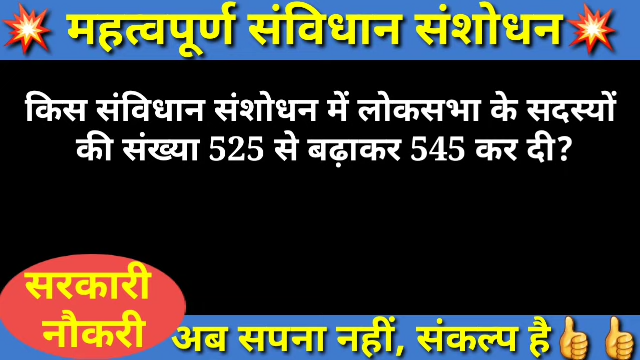 💥 महत्वपूर्ण संविधान संशोधन 💥
किस संविधान संशोधन में लोकसभा के सदस्यों
की संख्या 525 से बढ़ाकर 545 कर दी?
सरकारी
नौकरी
अब सपना नहीं, संकल्प है👍👍